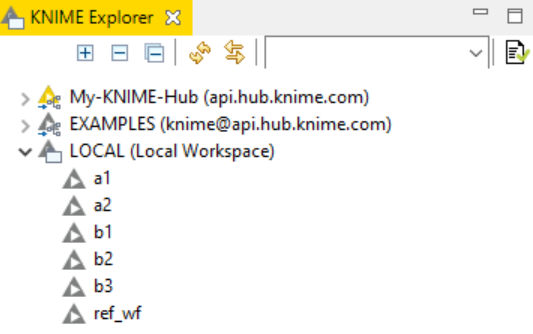 KNIME Explorer
My-KNIME-Hub (api.hub.knime.com)
EXAMPLES (knime@api.hub.knime.com)
LOCAL (Local Workspace)
a1
a2
b1
b2
b3
ref_wf